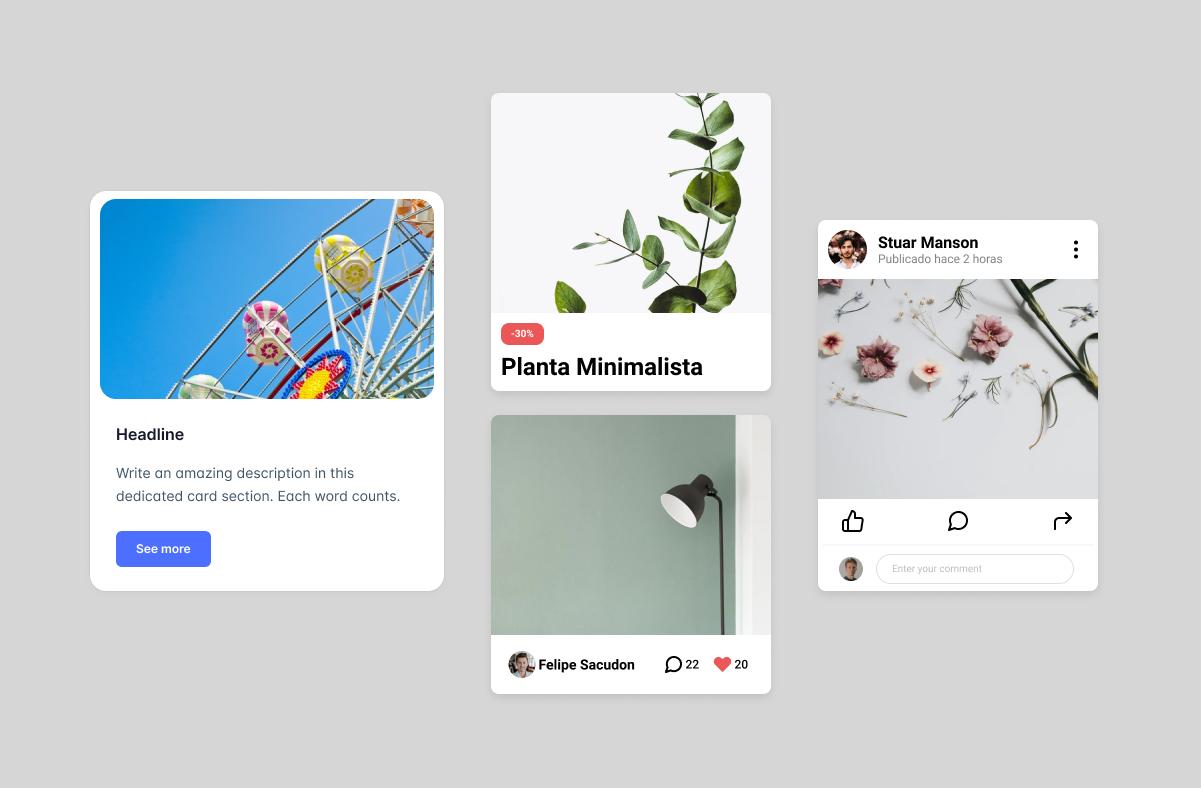 Headline
Write an amazing description in this
dedicated card section. Each word counts.
See more
-30%
Planta Minimalista
Felipe Sacudon
22
20
Stuar Manson
Publicado hace 2 horas
Enter your comment